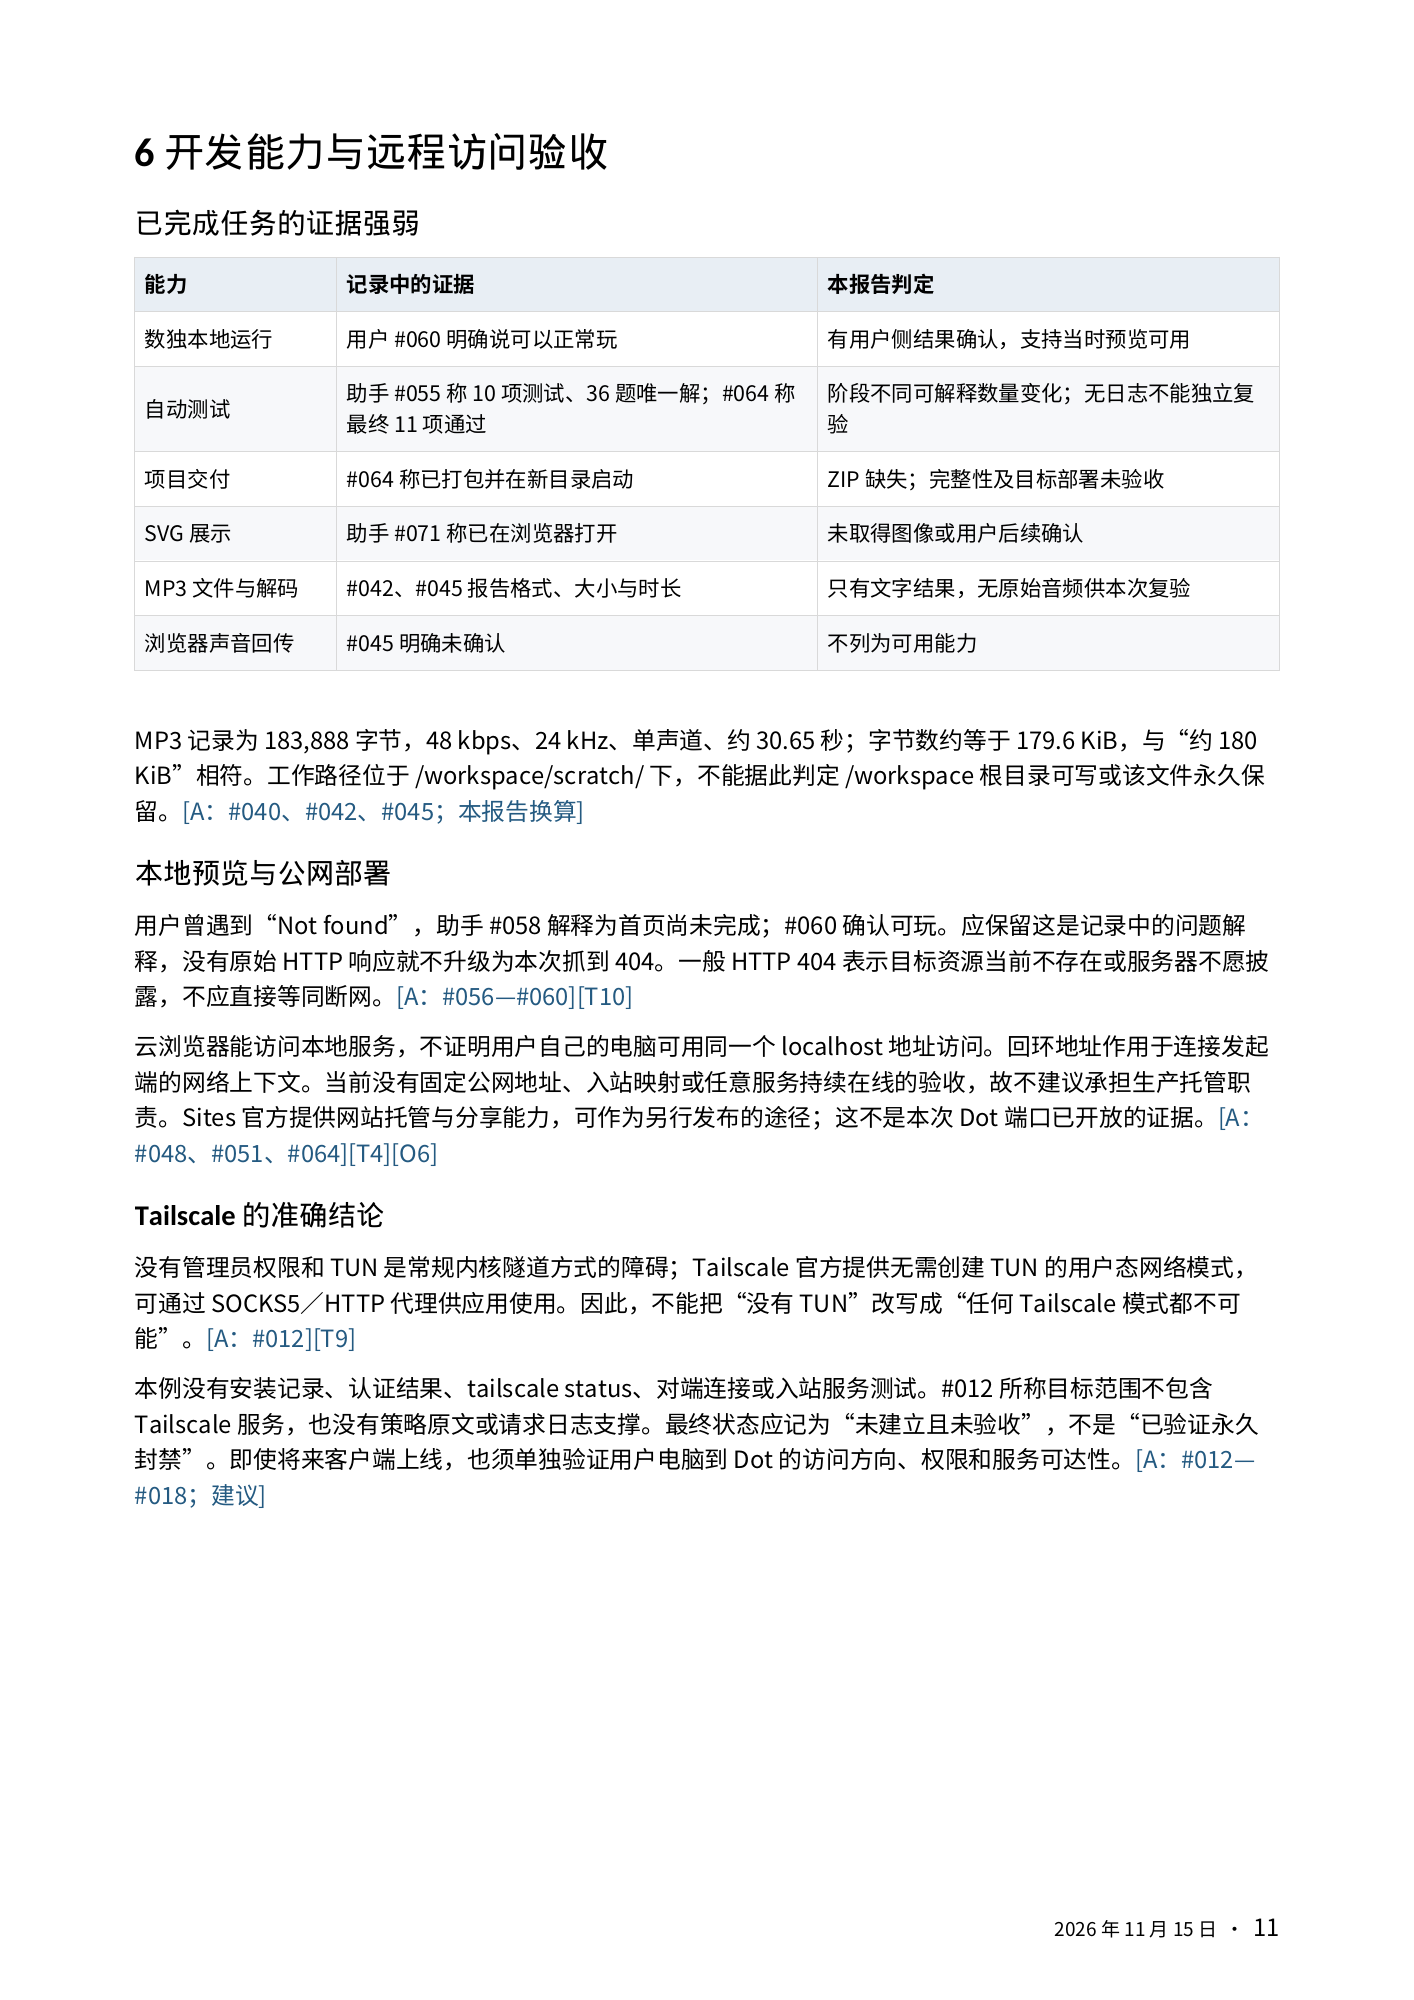 6 开发能力与远程访问验收
已完成任务的证据强弱
能力 记录中的证据 本报告判定
数独本地运行 用户 #060 明确说可以正常玩 有用户侧结果确认，支持当时预览可用
自动测试 助手 #055 称 10 项测试、36 题唯一解；#064 称
最终 11 项通过 阶段不同可解释数量变化；无日志不能独立复
验
项目交付 #064 称已打包并在新目录启动 ZIP 缺失；完整性及目标部署未验收
SVG 展示 助手 #071 称已在浏览器打开 未取得图像或用户后续确认
MP3 文件与解码 #042、#045 报告格式、大小与时长 只有文字结果，无原始音频供本次复验
浏览器声音回传 #045 明确未确认 不列为可用能力
MP3 记录为 183,888 字节，48 kbps、24 kHz、单声道、约 30.65 秒；字节数约等于 179.6 KiB，与“约 180
KiB”相符。工作路径位于 /workspace/scratch/ 下，不能据此判定 /workspace 根目录可写或该文件永久保
留。[A：#040、#042、#045；本报告换算]
本地预览与公网部署
用户曾遇到“Not found”，助手 #058 解释为首页尚未完成；#060 确认可玩。应保留这是记录中的问题解
释，没有原始 HTTP 响应就不升级为本次抓到 404。一般 HTTP 404 表示目标资源当前不存在或服务器不愿披
露，不应直接等同断网。[A：#056—#060][T10]
云浏览器能访问本地服务，不证明用户自己的电脑可用同一个 localhost 地址访问。回环地址作用于连接发起
端的网络上下文。当前没有固定公网地址、入站映射或任意服务持续在线的验收，故不建议承担生产托管职
责。Sites 官方提供网站托管与分享能力，可作为另行发布的途径；这不是本次 Dot 端口已开放的证据。[A：
#048、#051、#064][T4][O6]
Tailscale 的准确结论
没有管理员权限和 TUN 是常规内核隧道方式的障碍；Tailscale 官方提供无需创建 TUN 的用户态网络模式，
可通过 SOCKS5／HTTP 代理供应用使用。因此，不能把“没有 TUN”改写成“任何 Tailscale 模式都不可
能”。[A：#012][T9]
本例没有安装记录、认证结果、tailscale status、对端连接或入站服务测试。#012 所称目标范围不包含
Tailscale 服务，也没有策略原文或请求日志支撑。最终状态应记为“未建立且未验收”，不是“已验证永久
封禁”。即使将来客户端上线，也须单独验证用户电脑到 Dot 的访问方向、权限和服务可达性。[A：#012—
#018；建议]
2026 年 11 月 15 日 · 11